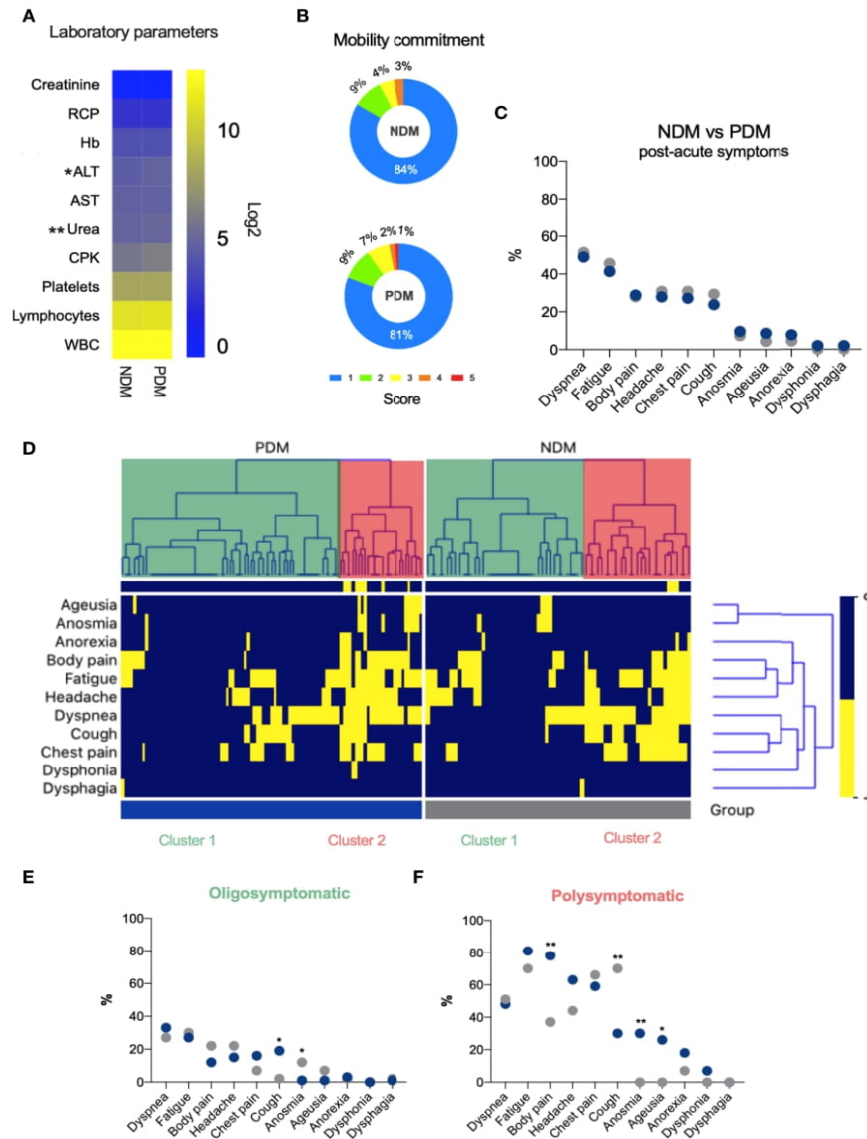 A
Laboratory parameters
Creatinine
RCP
Hb
*ALT
AST
**Urea
CPK
Platelets
Lymphocytes
WBC
NDM
PDM
10
5
0
Log2
B
Mobility commitment
9%
4%
3%
NDM
84%
9%
7%
2%
1%
PDM
81%
1 2 3 4 5
Score
C
NDM vs PDM
post-acute symptoms
100
80
60
40
20
0
%
Dyspnea
Fatigue
Body pain
Headache
Chest pain
Cough
Anosmia
Ageusia
Anorexia
Dysphonia
Dysphagia
D
PDM
NDM
Ageusia
Anosmia
Anorexia
Body pain
Fatigue
Headache
Dyspnea
Cough
Chest pain
Dysphonia
Dysphagia
Group
Cluster 1
Cluster 2
Cluster 1
Cluster 2
E
Oligosymptomatic
100
80
60
40
20
0
%
*
*
Dyspnea
Fatigue
Body pain
Headache
Chest pain
Cough
Anosmia
Ageusia
Anorexia
Dysphonia
Dysphagia
F
Polysymptomatic
100
80
60
40
20
0
%
**
**
**
*
Dyspnea
Fatigue
Body pain
Headache
Chest pain
Cough
Anosmia
Ageusia
Anorexia
Dysphonia
Dysphagia